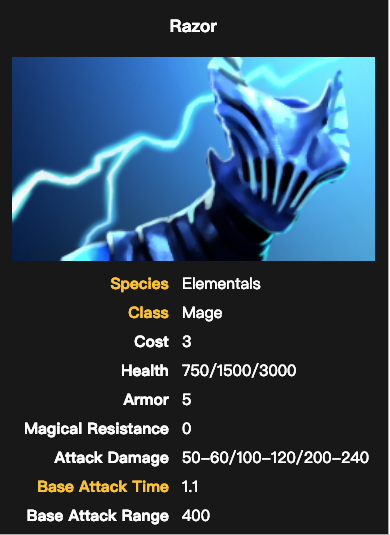 Razor
Species Elementals
Class Mage
Cost 3
Health 750/1500/3000
Armor 5
Magical Resistance 0
Attack Damage 50–60/100–120/200–240
Base Attack Time 1.1
Base Attack Range 400